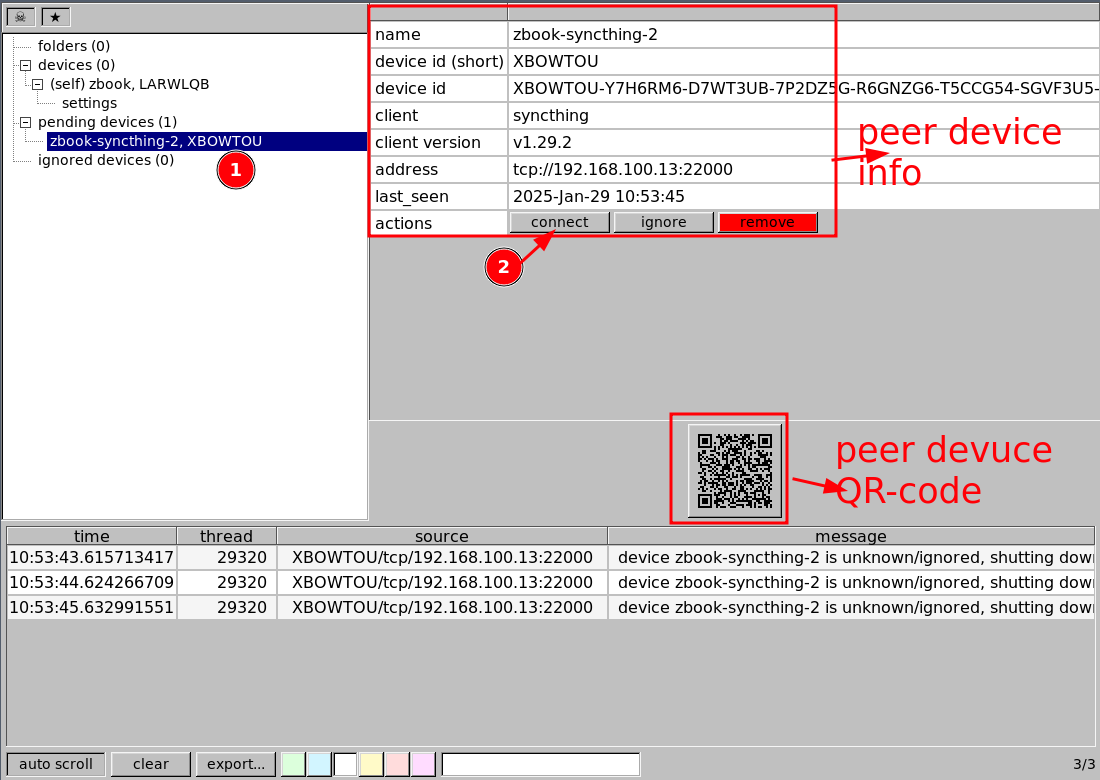 folders (0)
devices (0)
(self) zbook, LARWLQB
settings
pending devices (1)
zbook-syncthing-2, XBOWTOU
ignored devices (0)
1
name zbook-syncthing-2
device id (short) XBOWTOU
device id XBOWTOU-Y7H6RM6-D7WT3UB-7P2DZ5G-R6GNZG6-T5CCG54-SGVF3U5-
client syncthing
client version v1.29.2
address tcp://192.168.100.13:22000
last_seen 2025-Jan-29 10:53:45
actions connect ignore remove
2
peer device
info
peer devuce
QR-code
time thread source message
10:53:43.615713417 29320 XBOWTOU/tcp/192.168.100.13:22000 device zbook-syncthing-2 is unknown/ignored, shutting down
10:53:44.624266709 29320 XBOWTOU/tcp/192.168.100.13:22000 device zbook-syncthing-2 is unknown/ignored, shutting down
10:53:45.632991551 29320 XBOWTOU/tcp/192.168.100.13:22000 device zbook-syncthing-2 is unknown/ignored, shutting down
auto scroll clear export... 3/3